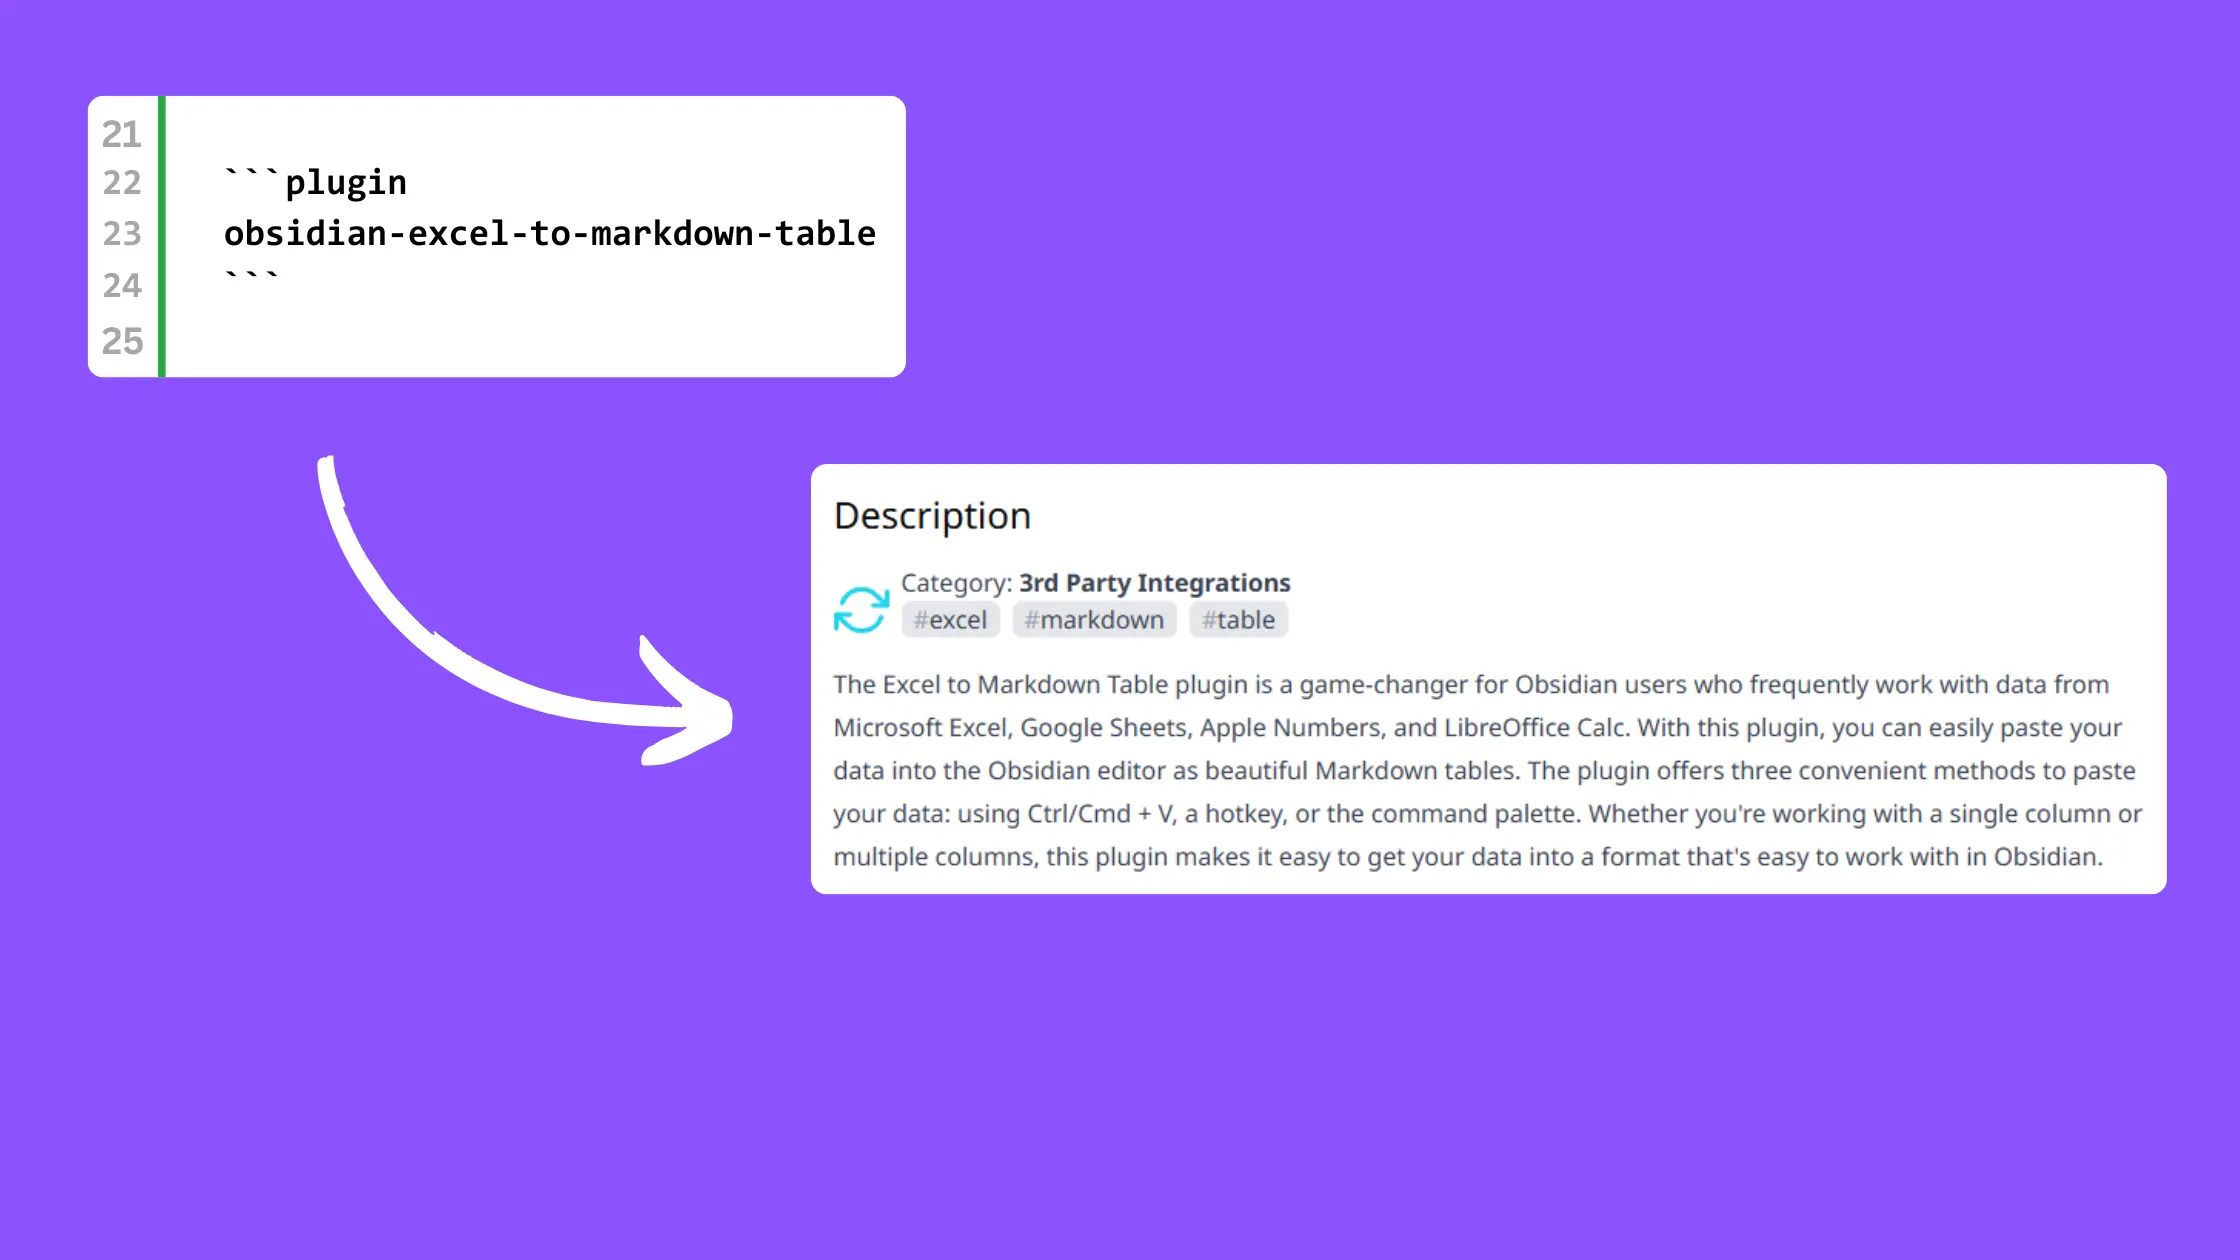 21
22 ```plugin
23 obsidian-excel-to-markdown-table
24 ```
25
Description
Category: 3rd Party Integrations
#excel #markdown #table
The Excel to Markdown Table plugin is a game-changer for Obsidian users who frequently work with data from
Microsoft Excel, Google Sheets, Apple Numbers, and LibreOffice Calc. With this plugin, you can easily paste your
data into the Obsidian editor as beautiful Markdown tables. The plugin offers three convenient methods to paste
your data: using Ctrl/Cmd + V, a hotkey, or the command palette. Whether you're working with a single column or
multiple columns, this plugin makes it easy to get your data into a format that's easy to work with in Obsidian.